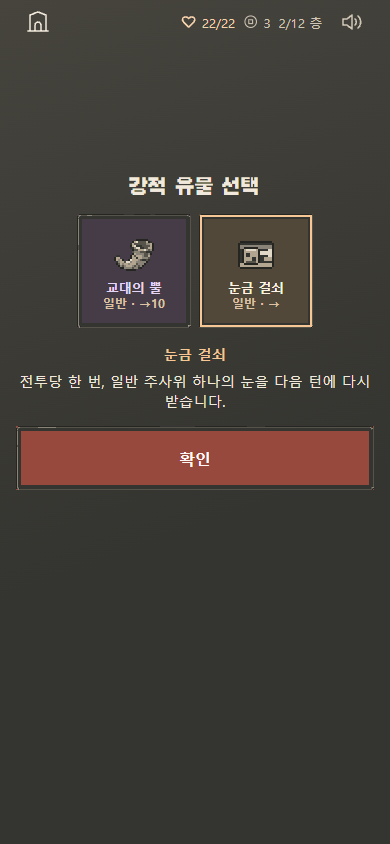 22/22 3 2/12 층
강적 유물 선택
교대의 뿔
일반 · →10
눈금 걸쇠
일반 · →
눈금 걸쇠
전투당 한 번, 일반 주사위 하나의 눈을 다음 턴에 다시
받습니다.
확인